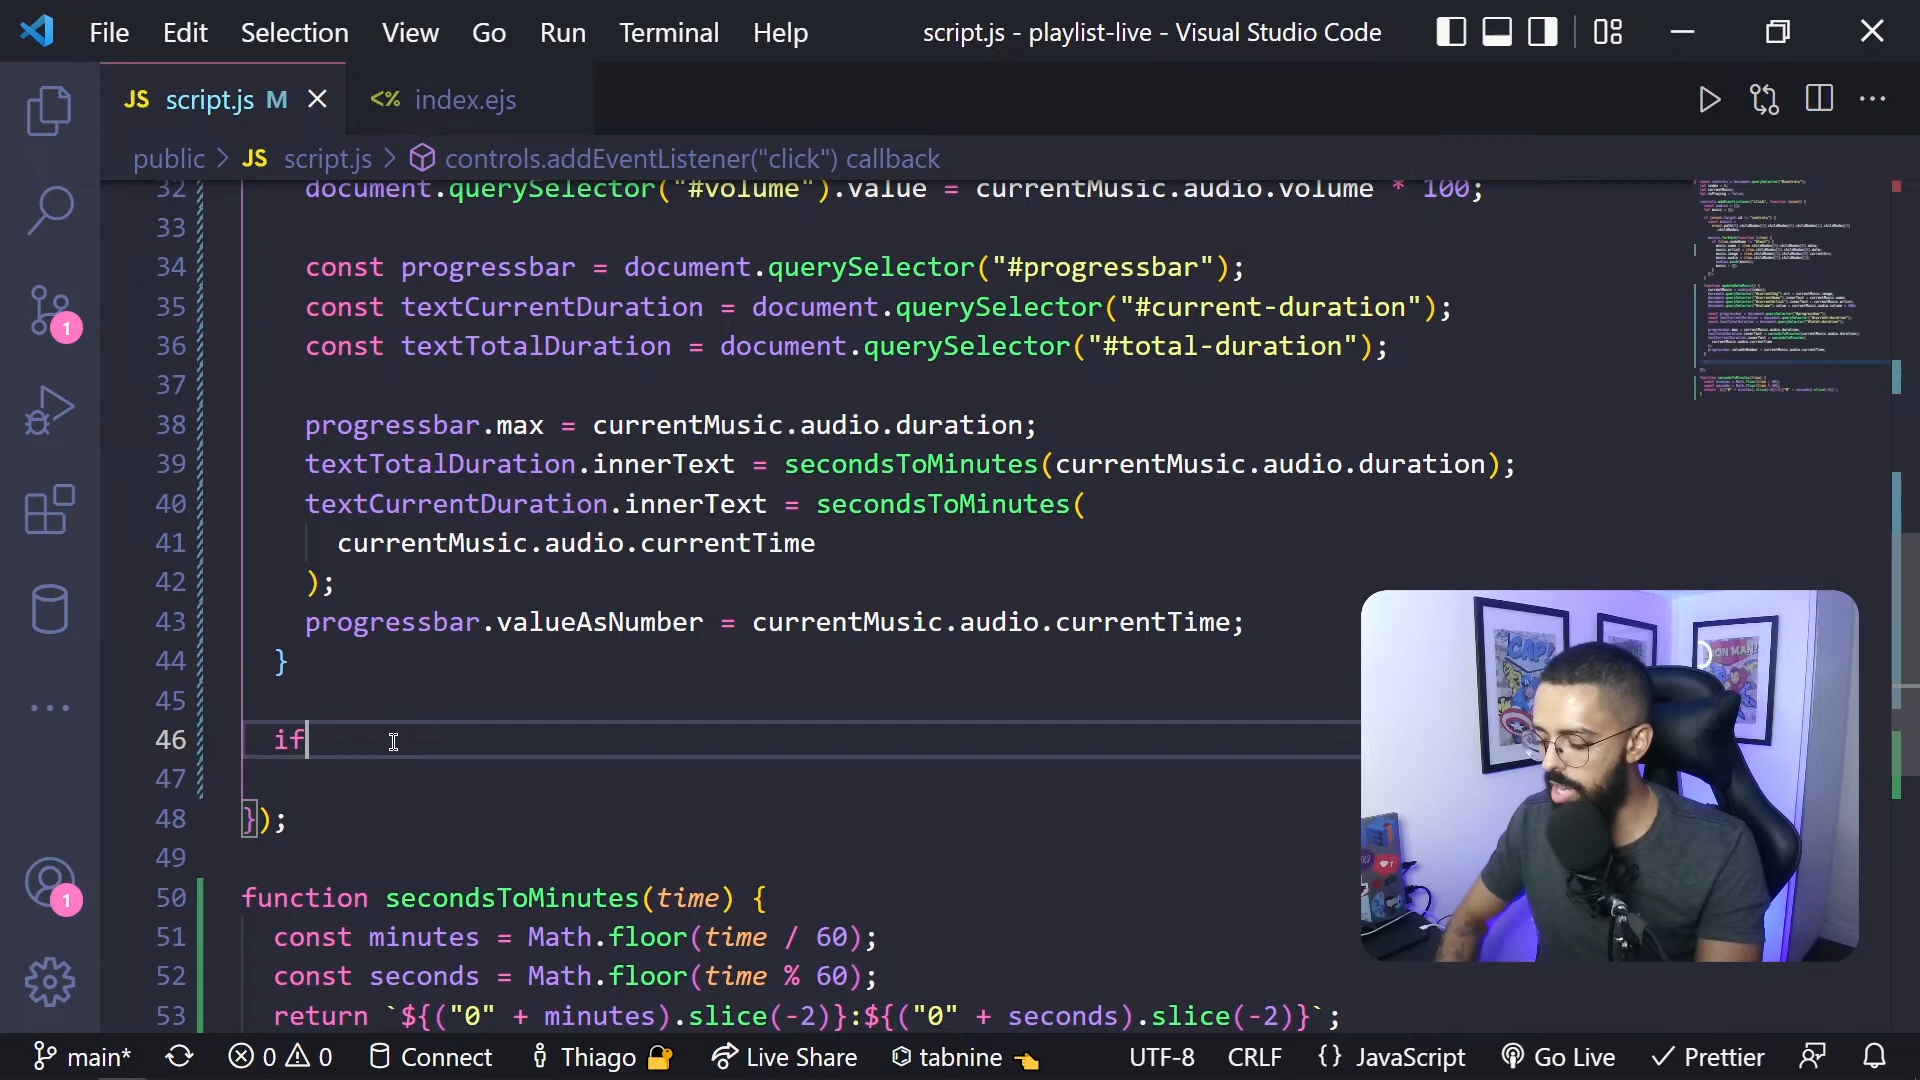 File Edit Selection View Go Run Terminal Help script.js - playlist-live - Visual Studio Code
JS script.js M <% index.ejs
public > JS script.js > controls.addEventListener("click") callback
32 document.querySelector("#volume").value = currentMusic.audio.volume * 100;
33
34 const progressbar = document.querySelector("#progressbar");
35 const textCurrentDuration = document.querySelector("#current-duration");
36 const textTotalDuration = document.querySelector("#total-duration");
37
38 progressbar.max = currentMusic.audio.duration;
39 textTotalDuration.innerText = secondsToMinutes(currentMusic.audio.duration);
40 textCurrentDuration.innerText = secondsToMinutes(
41 currentMusic.audio.currentTime
42 );
43 progressbar.valueAsNumber = currentMusic.audio.currentTime;
44 }
45
46 if
47
48 });
49
50 function secondsToMinutes(time) {
51 const minutes = Math.floor(time / 60);
52 const seconds = Math.floor(time % 60);
53 return `${("0" + minutes).slice(-2)}:${("0" + seconds).slice(-2)}`;
1
1
CAP!
IRON MAN!
main* 0 0 Connect Thiago Live Share tabnine UTF-8 CRLF {} JavaScript Go Live Prettier